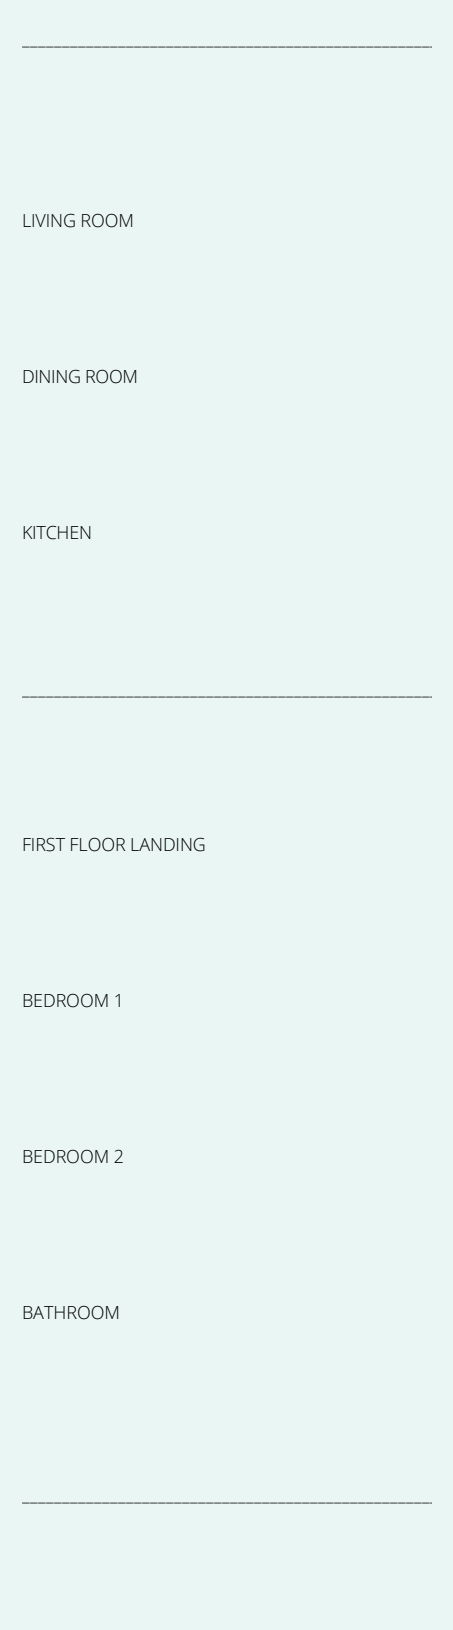 LIVING ROOM
DINING ROOM
KITCHEN
FIRST FLOOR LANDING
BEDROOM 1
BEDROOM 2
BATHROOM